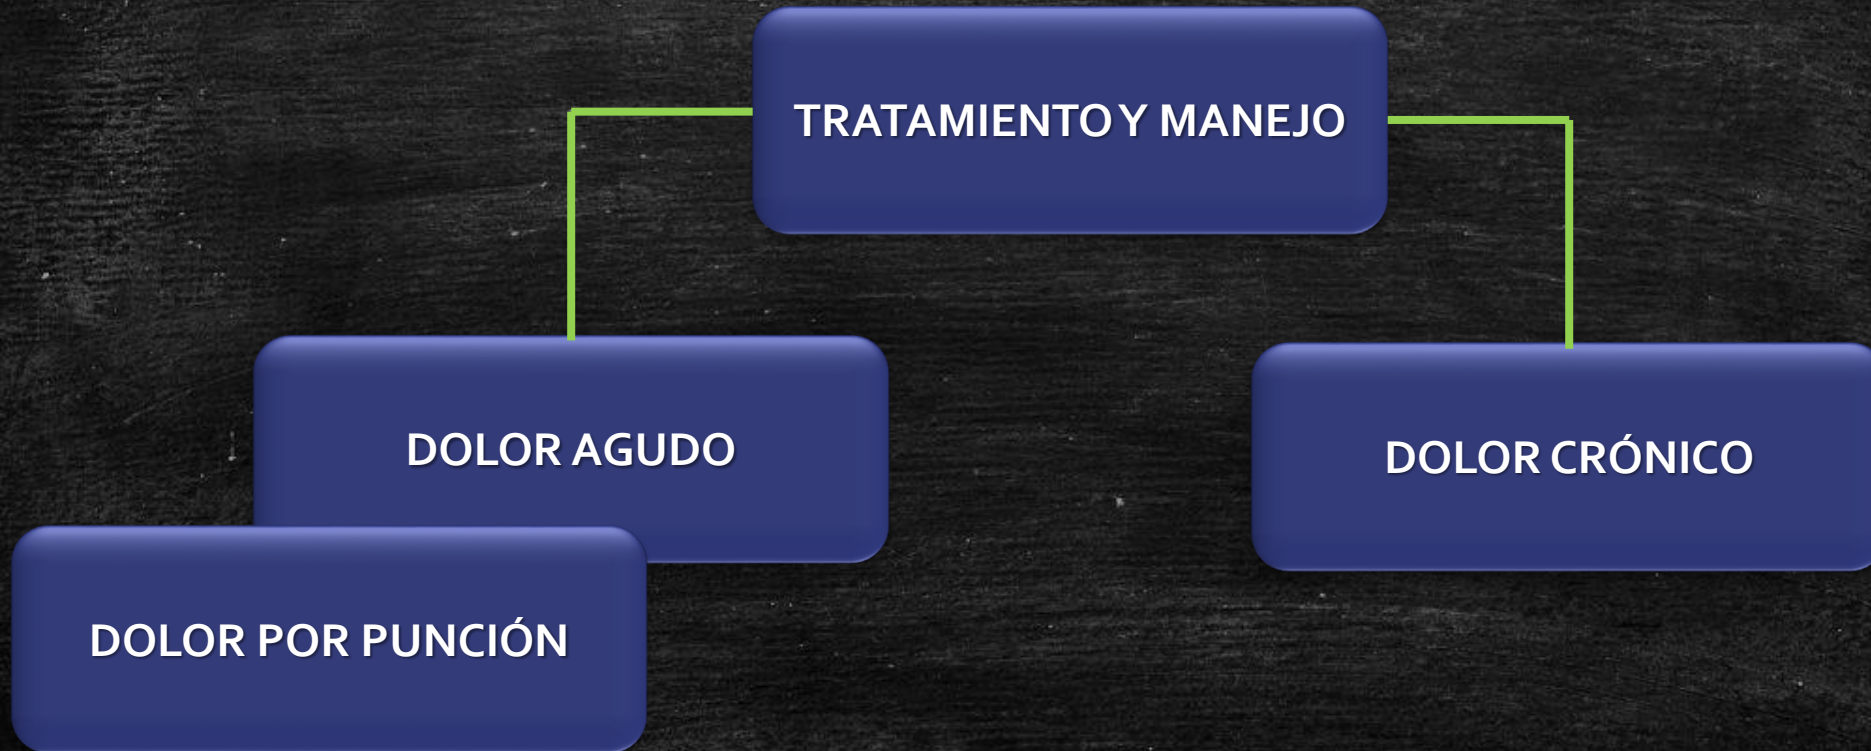 TRATAMIENTO Y MANEJO
DOLOR AGUDO
DOLOR CRÓNICO
DOLOR POR PUNCIÓN